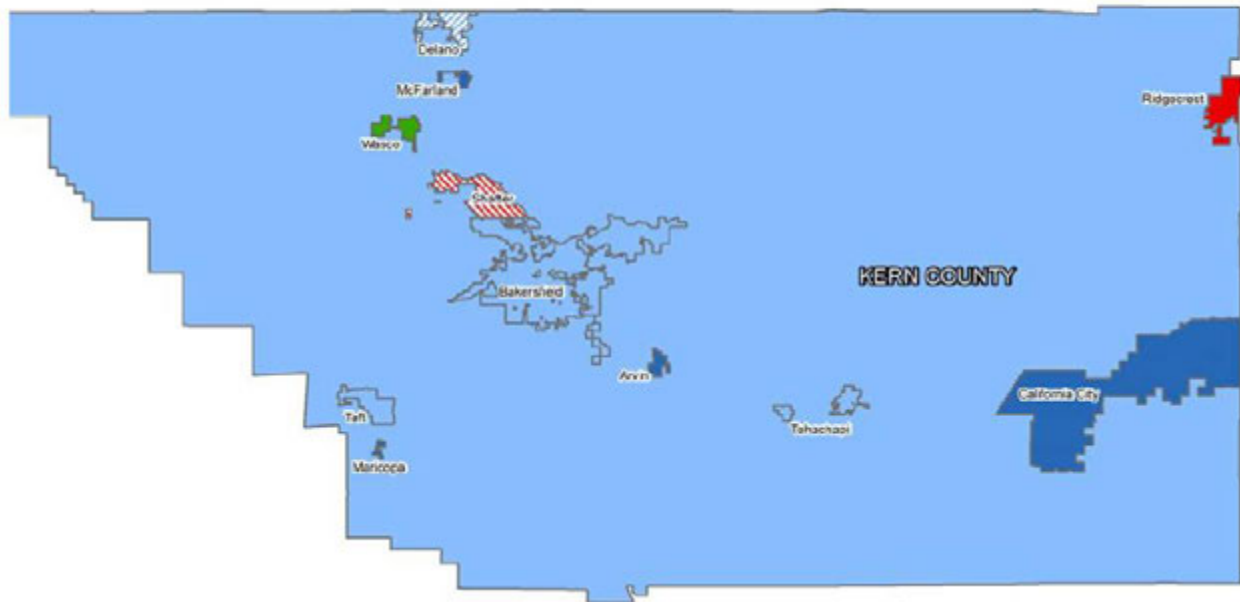 Delano
McFarland
Ridgecrest
Wasco
Shafter
KERN COUNTY
Bakersfield
Arvin
California City
Taft
Tehachapi
Maricopa